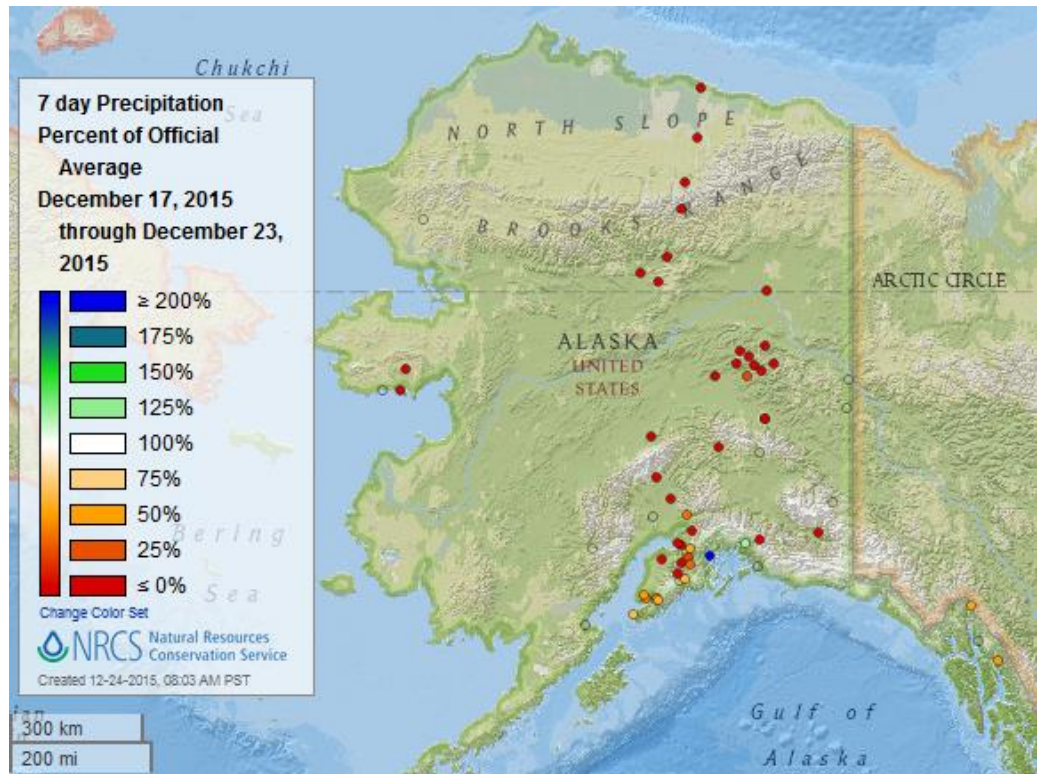 Chukchi
Sea
7 day Precipitation
Percent of Official
Average
December 17, 2015
through December 23,
2015
≥ 200%
175%
150%
125%
100%
75%
50%
25%
≤ 0%
Change Color Set
NRCS Natural Resources
Conservation Service
Created 12-24-2015, 08:03 AM PST
NORTH SLOPE
BROOKS RANGE
ARCTIC CIRCLE
ALASKA
UNITED
STATES
Bering
Sea
Gulf of
Alaska
300 km
200 mi